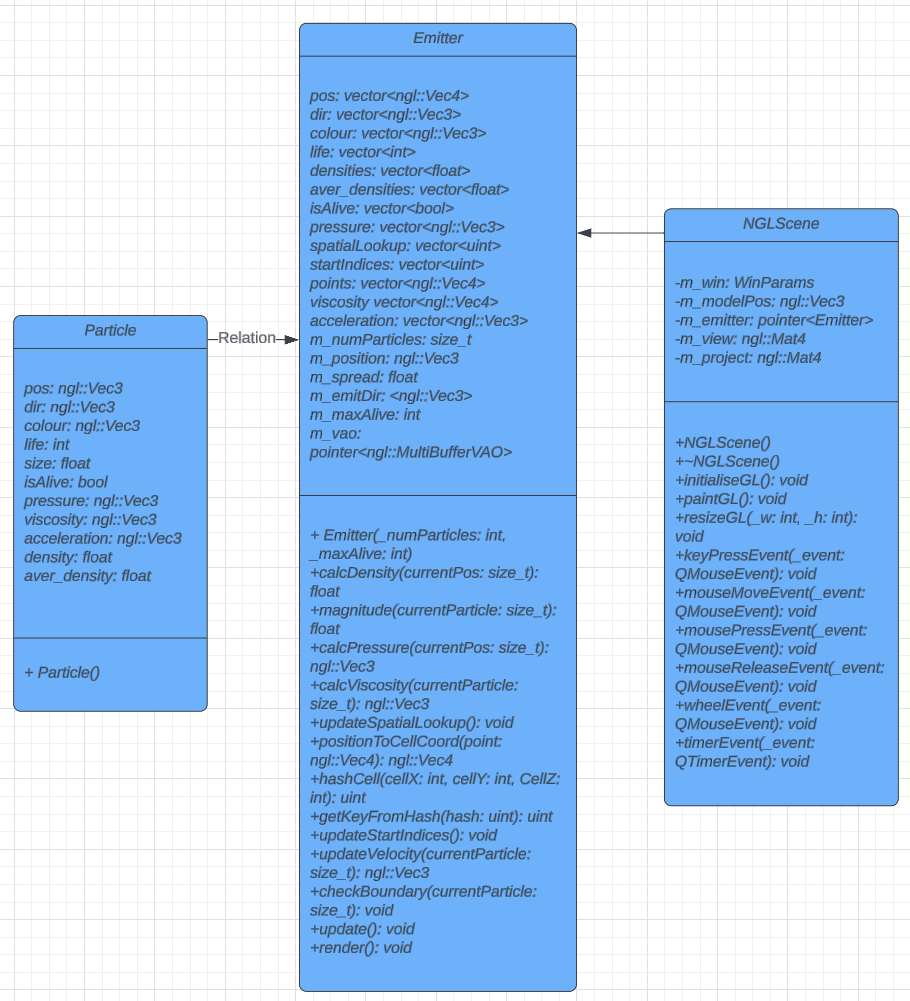 Emitter
pos: vector<ngl::Vec4>
dir: vector<ngl::Vec3>
colour: vector<ngl::Vec3>
life: vector<int>
densities: vector<float>
aver_densities: vector<float>
isAlive: vector<bool>
pressure: vector<ngl::Vec3>
spatialLookup: vector<uint>
startIndices: vector<uint>
points: vector<ngl::Vec4>
viscosity vector<ngl::Vec4>
acceleration: vector<ngl::Vec3>
m_numParticles: size_t
m_position: ngl::Vec3
m_spread: float
m_emitDir: <ngl::Vec3>
m_maxAlive: int
m_vao:
pointer<ngl::MultiBufferVAO>
+ Emitter(_numParticles: int,
_maxAlive: int)
+calcDensity(currentPos: size_t):
float
+magnitude(currentParticle: size_t):
float
+calcPressure(currentPos: size_t):
ngl::Vec3
+calcViscosity(currentParticle:
size_t): ngl::Vec3
+updateSpatialLookup(): void
+positionToCellCoord(point:
ngl::Vec4): ngl::Vec4
+hashCell(cellX: int, cellY: int, CellZ:
int): uint
+getKeyFromHash(hash: uint): uint
+updateStartIndices(): void
+updateVelocity(currentParticle:
size_t): ngl::Vec3
+checkBoundary(currentParticle:
size_t): void
+update(): void
+render(): void
NGLScene
-m_win: WinParams
-m_modelPos: ngl::Vec3
-m_emitter: pointer<Emitter>
-m_view: ngl::Mat4
-m_project: ngl::Mat4
+NGLScene()
+~NGLScene()
+initialiseGL(): void
+paintGL(): void
+resizeGL(_w: int, _h: int):
void
+keyPressEvent(_event:
QMouseEvent): void
+mouseMoveEvent(_event:
QMouseEvent): void
+mousePressEvent(_event:
QMouseEvent): void
+mouseReleaseEvent(_event:
QMouseEvent): void
+wheelEvent(_event:
QMouseEvent): void
+timerEvent(_event:
QTimerEvent): void
Particle
pos: ngl::Vec3
dir: ngl::Vec3
colour: ngl::Vec3
life: int
size: float
isAlive: bool
pressure: ngl::Vec3
viscosity: ngl::Vec3
acceleration: ngl::Vec3
density: float
aver_density: float
+ Particle()
Relation